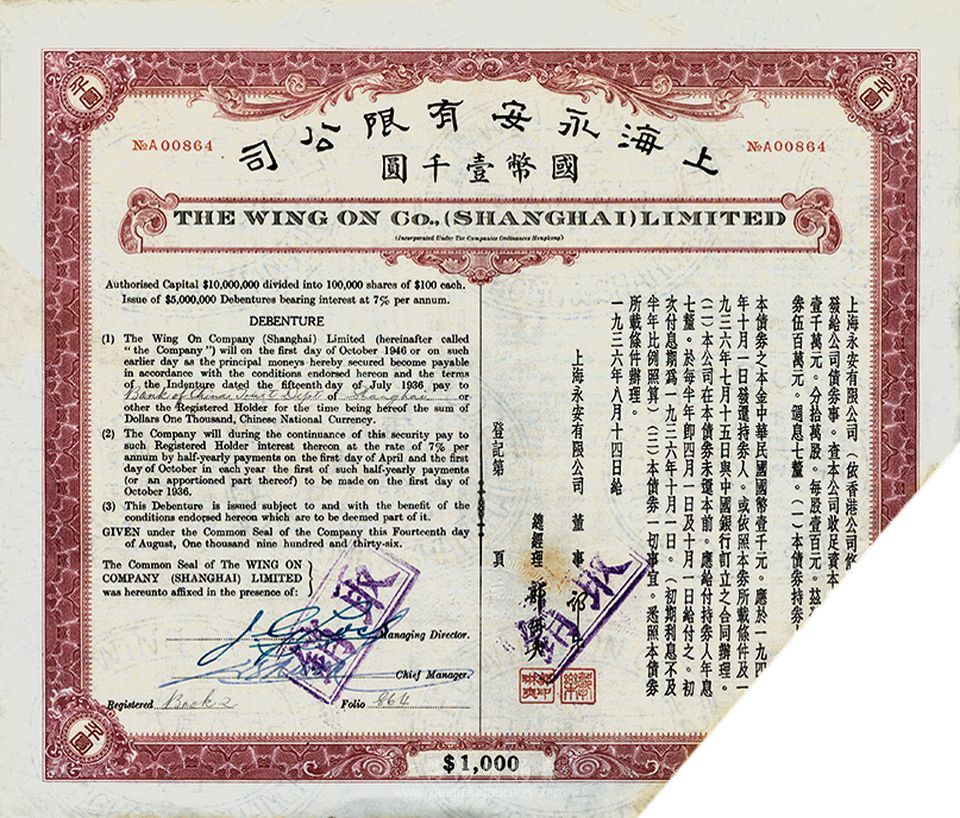 上海永安有限公司
國幣壹千圓
千圓
千圓
№A00864
№A00864
THE WING ON Co., (SHANGHAI) LIMITED
(Incorporated Under The Companies Ordinances Hongkong)
Authorised Capital $10,000,000 divided into 100,000 shares of $100 each.
Issue of $5,000,000 Debentures bearing interest at 7% per annum.
DEBENTURE
(1) The Wing On Company (Shanghai) Limited (hereinafter called
"the Company") will on the first day of October 1946 or on such
earlier day as the principal moneys hereby secured become payable
in accordance with the conditions endorsed hereon and the terms
of the Indenture dated the fifteenth day of July 1936 pay to
Bank of China Trust Dept of Shanghai or
other the Registered Holder for the time being hereof the sum of
Dollars One Thousand, Chinese National Currency.
(2) The Company will during the continuance of this security pay to
such Registered Holder interest thereon at the rate of 7% per
annum by half-yearly payments on the first day of April and the first
day of October in each year the first of such half-yearly payments
(or an apportioned part thereof) to be made on the first day of
October 1936.
(3) This Debenture is issued subject to and with the benefit of the
conditions endorsed hereon which are to be deemed part of it.
GIVEN under the Common Seal of the Company this Fourteenth day
of August, One thousand nine hundred and thirty-six.
The Common Seal of The WING ON
COMPANY (SHANGHAI) LIMITED
was hereunto affixed in the presence of:
Managing Director.
Chief Manager.
Registered Book 2 Folio 864
取銷
上海永安有限公司（依香港公司條
發給公司債券事。查本公司收足資本
壹千萬元。分拾萬股。每股壹百元。茲
券伍百萬元。週息七釐。（一）本債券持券
本債券之本金中華民國國幣壹千元。應於一九四
年十月一日發還持券人。或依照本券所載條件及一
九三六年七月十五日與中國銀行訂立之合同辦理。
（二）本公司在本債券未還本前。應給付持券人年息
七釐。於每半年即四月一日及十月一日給付之。初
次付息期爲一九三六年十月一日。（初期利息不及
半年比例照算）（三）本債券一切事宜。悉照本債券
所載條件辦理。
一九三六年八月十四日給
上海永安有限公司 董事
總經理
登記第 頁
取銷
千圓
$1,000